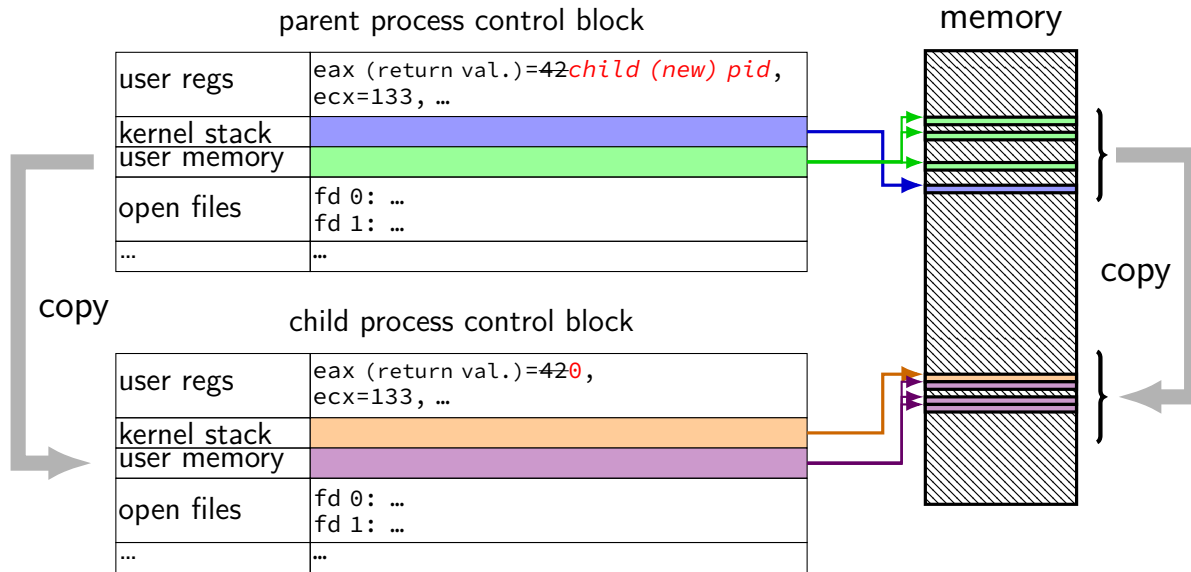 parent process control block
memory
user regs
eax (return val.)=42child (new) pid,
ecx=133, …
kernel stack
user memory
open files
fd 0: …
fd 1: …
…
…
copy
copy
child process control block
user regs
eax (return val.)=420,
ecx=133, …
kernel stack
user memory
open files
fd 0: …
fd 1: …
…
…